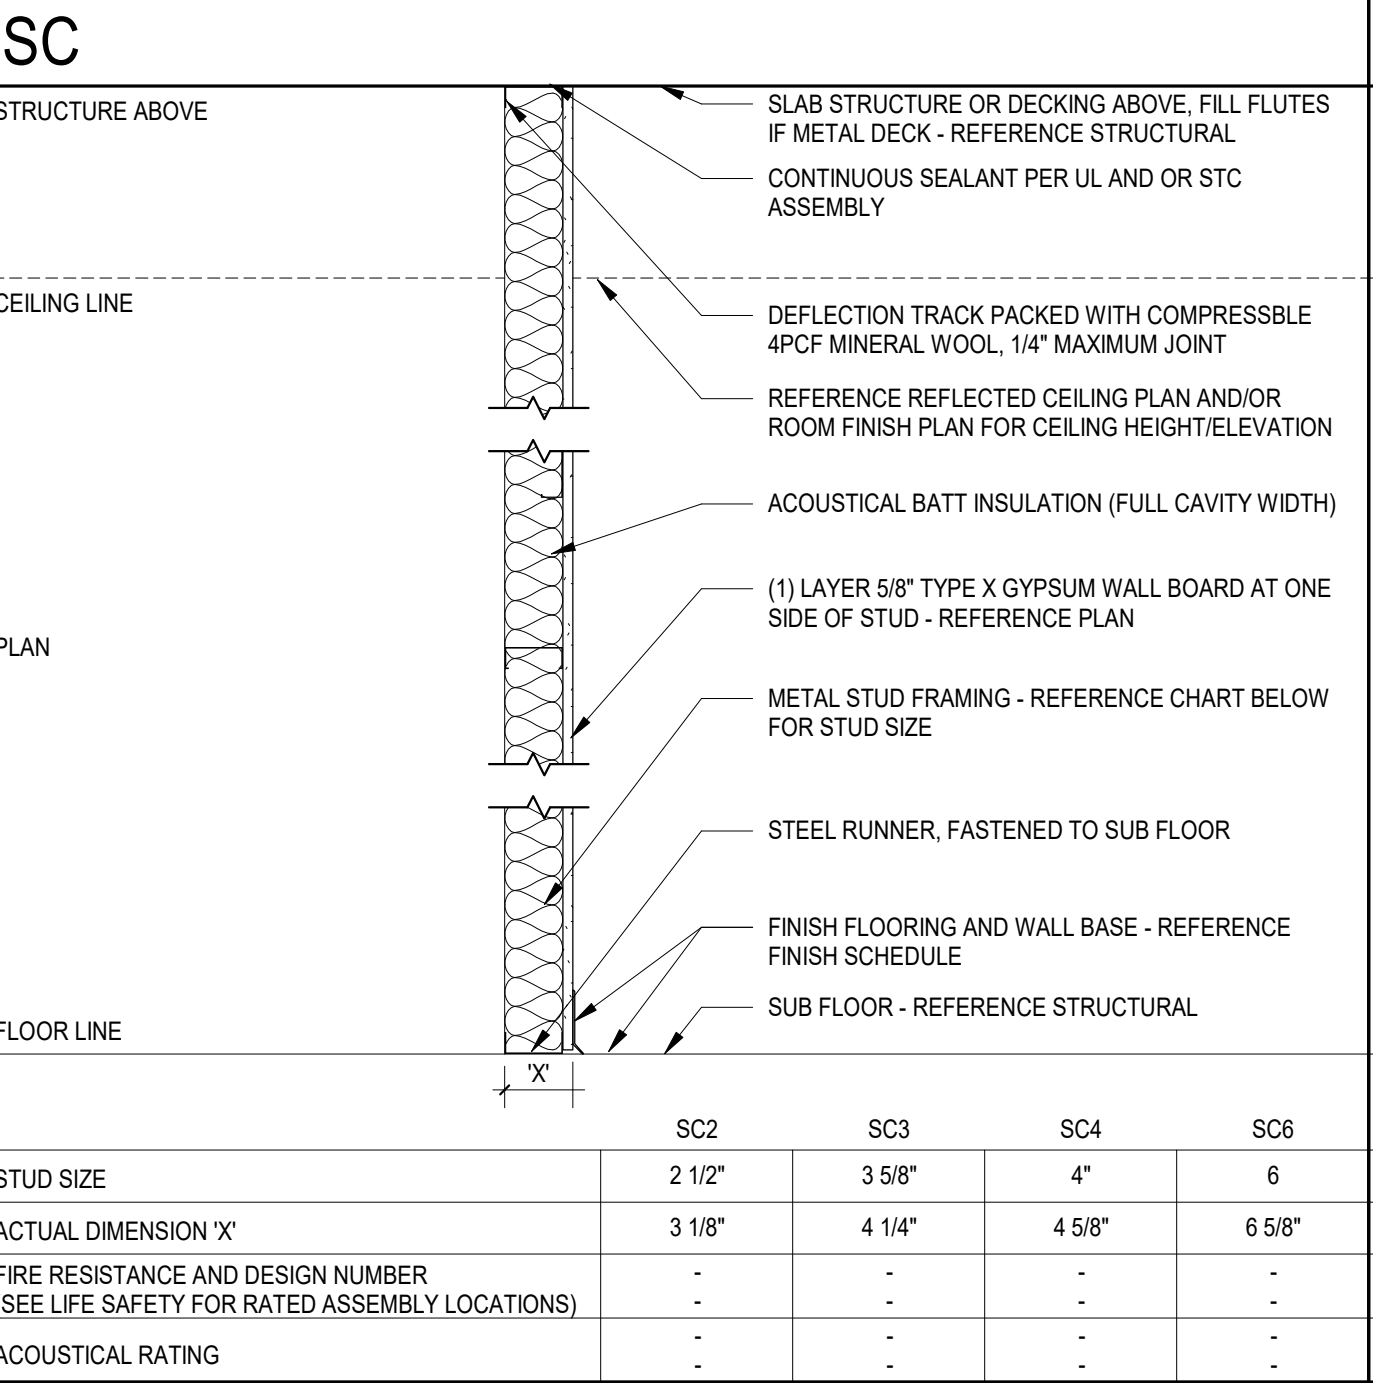 SC
STRUCTURE ABOVE
SLAB STRUCTURE OR DECKING ABOVE, FILL FLUTES
IF METAL DECK - REFERENCE STRUCTURAL
CONTINUOUS SEALANT PER UL AND OR STC
ASSEMBLY
CEILING LINE
DEFLECTION TRACK PACKED WITH COMPRESSBLE
4PCF MINERAL WOOL, 1/4" MAXIMUM JOINT
REFERENCE REFLECTED CEILING PLAN AND/OR
ROOM FINISH PLAN FOR CEILING HEIGHT/ELEVATION
ACOUSTICAL BATT INSULATION (FULL CAVITY WIDTH)
(1) LAYER 5/8" TYPE X GYPSUM WALL BOARD AT ONE
SIDE OF STUD - REFERENCE PLAN
PLAN
METAL STUD FRAMING - REFERENCE CHART BELOW
FOR STUD SIZE
STEEL RUNNER, FASTENED TO SUB FLOOR
FINISH FLOORING AND WALL BASE - REFERENCE
FINISH SCHEDULE
SUB FLOOR - REFERENCE STRUCTURAL
FLOOR LINE
'X'
SC2 SC3 SC4 SC6
STUD SIZE 2 1/2" 3 5/8" 4" 6
ACTUAL DIMENSION 'X' 3 1/8" 4 1/4" 4 5/8" 6 5/8"
FIRE RESISTANCE AND DESIGN NUMBER - - - -
(SEE LIFE SAFETY FOR RATED ASSEMBLY LOCATIONS) - - - -
ACOUSTICAL RATING - - - -
- - - -